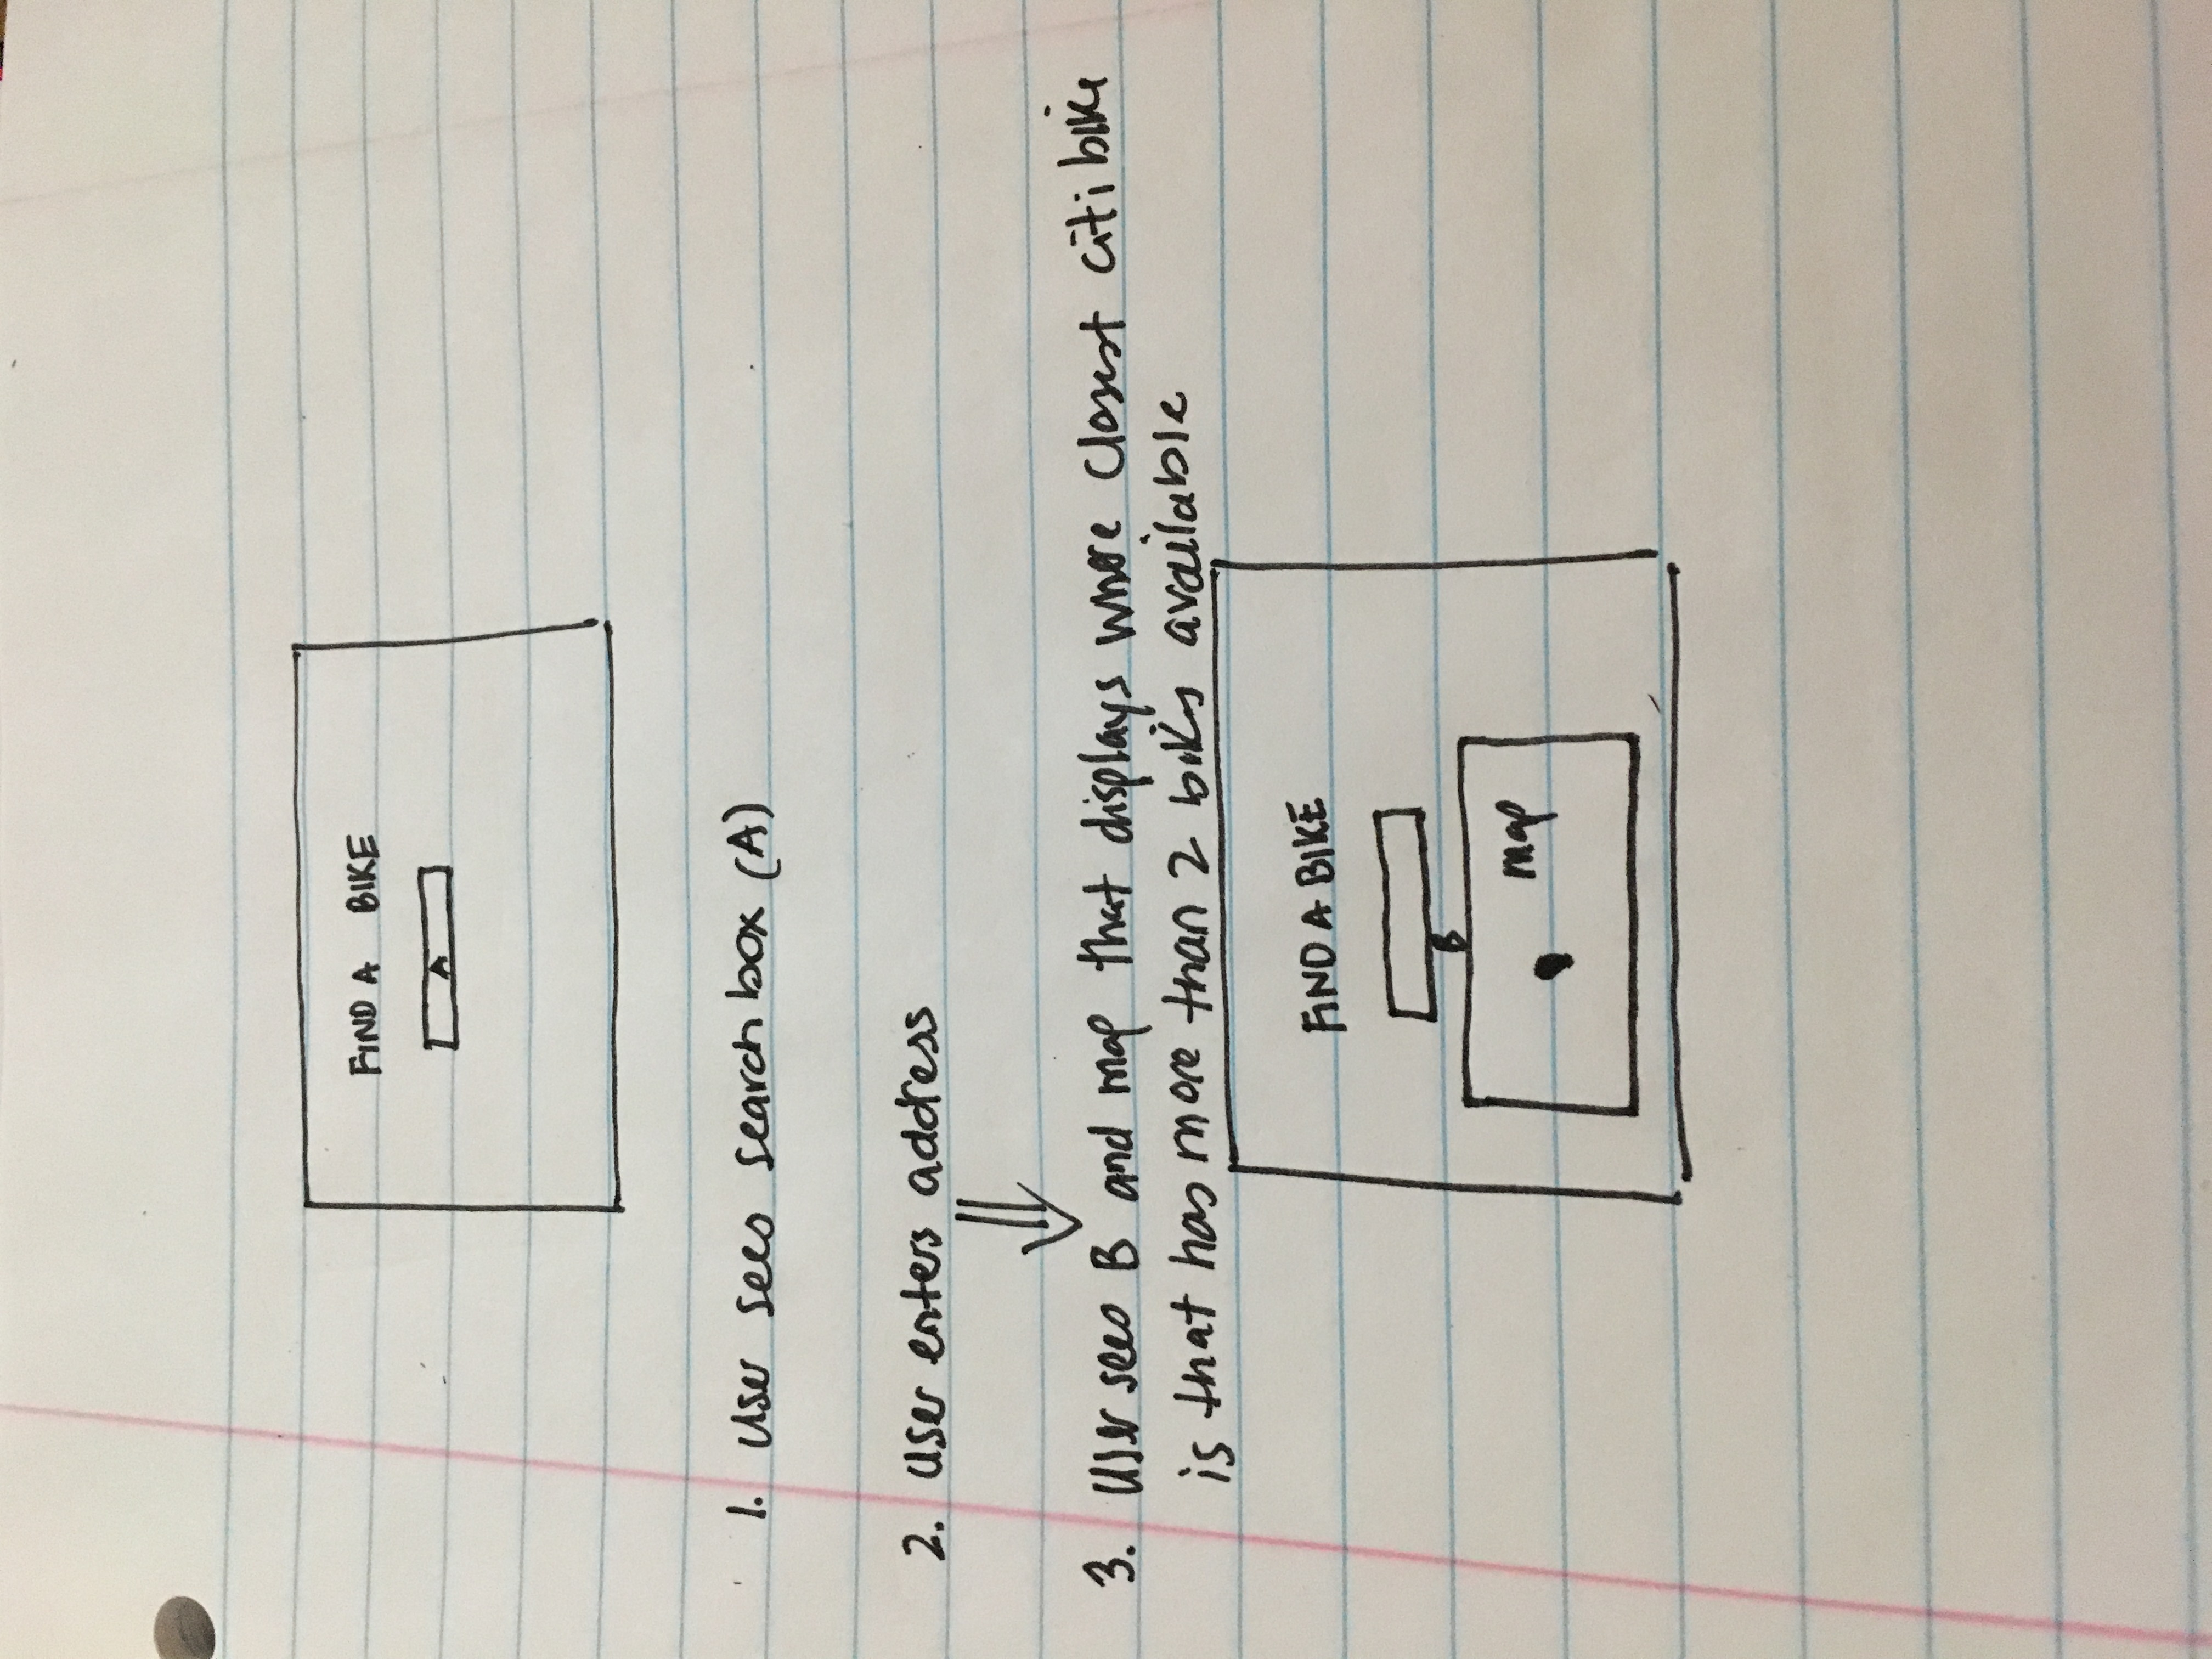 FIND A BIKE
A
1. User sees search box (A)
2. User enters address
3. User sees B and map that displays where closest citi bike
is that has more than 2 bikes available
FIND A BIKE
B
map